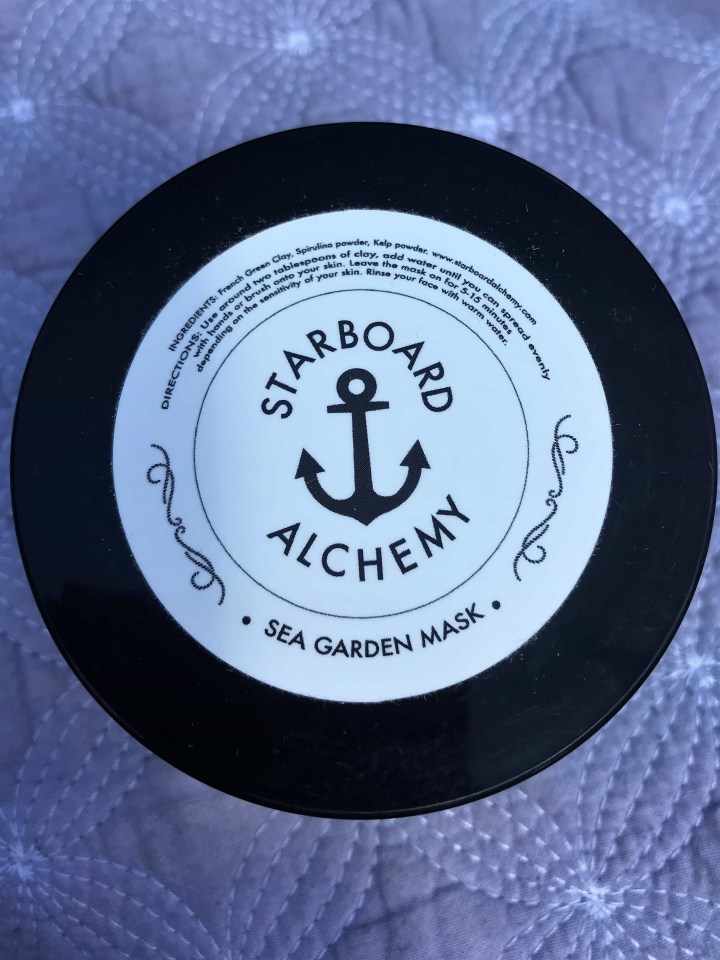 INGREDIENTS: French Green Clay, Spirulina powder, Kelp powder. www.starboardalchemy.com
DIRECTIONS: Use around two tablespoons of clay, add water until you can spread evenly
with hands or brush onto your skin. Leave the mask on for 5-15 minutes
depending on the sensitivity of your skin. Rinse your face with warm water.
STARBOARD
ALCHEMY
• SEA GARDEN MASK •